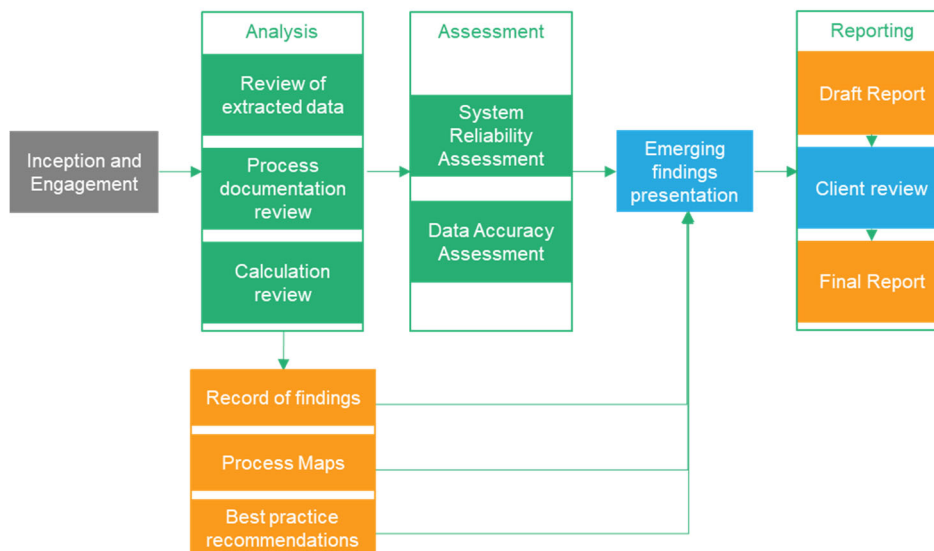 Analysis
Review of
extracted data
Process
documentation
review
Calculation
review
Assessment
System
Reliability
Assessment
Data Accuracy
Assessment
Reporting
Draft Report
Client review
Final Report
Inception and
Engagement
Emerging
findings
presentation
Record of findings
Process Maps
Best practice
recommendations